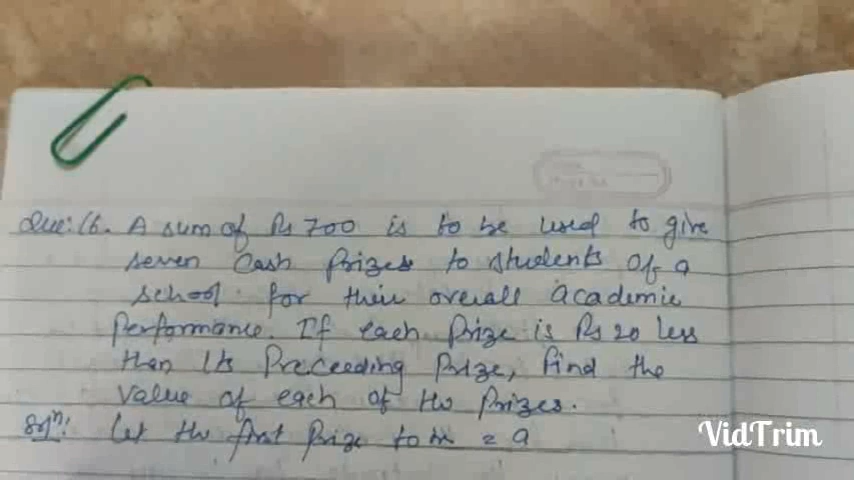 Que: 16. A sum of Rs 700 is to be used to give
seven cash prizes to students of a
school for their overall academic
Performance. If each prize is Rs 20 less
than its Preceeding Prize, find the
value of each of the prizes.
Solⁿ: Let the first prize to be = a
VidTrim